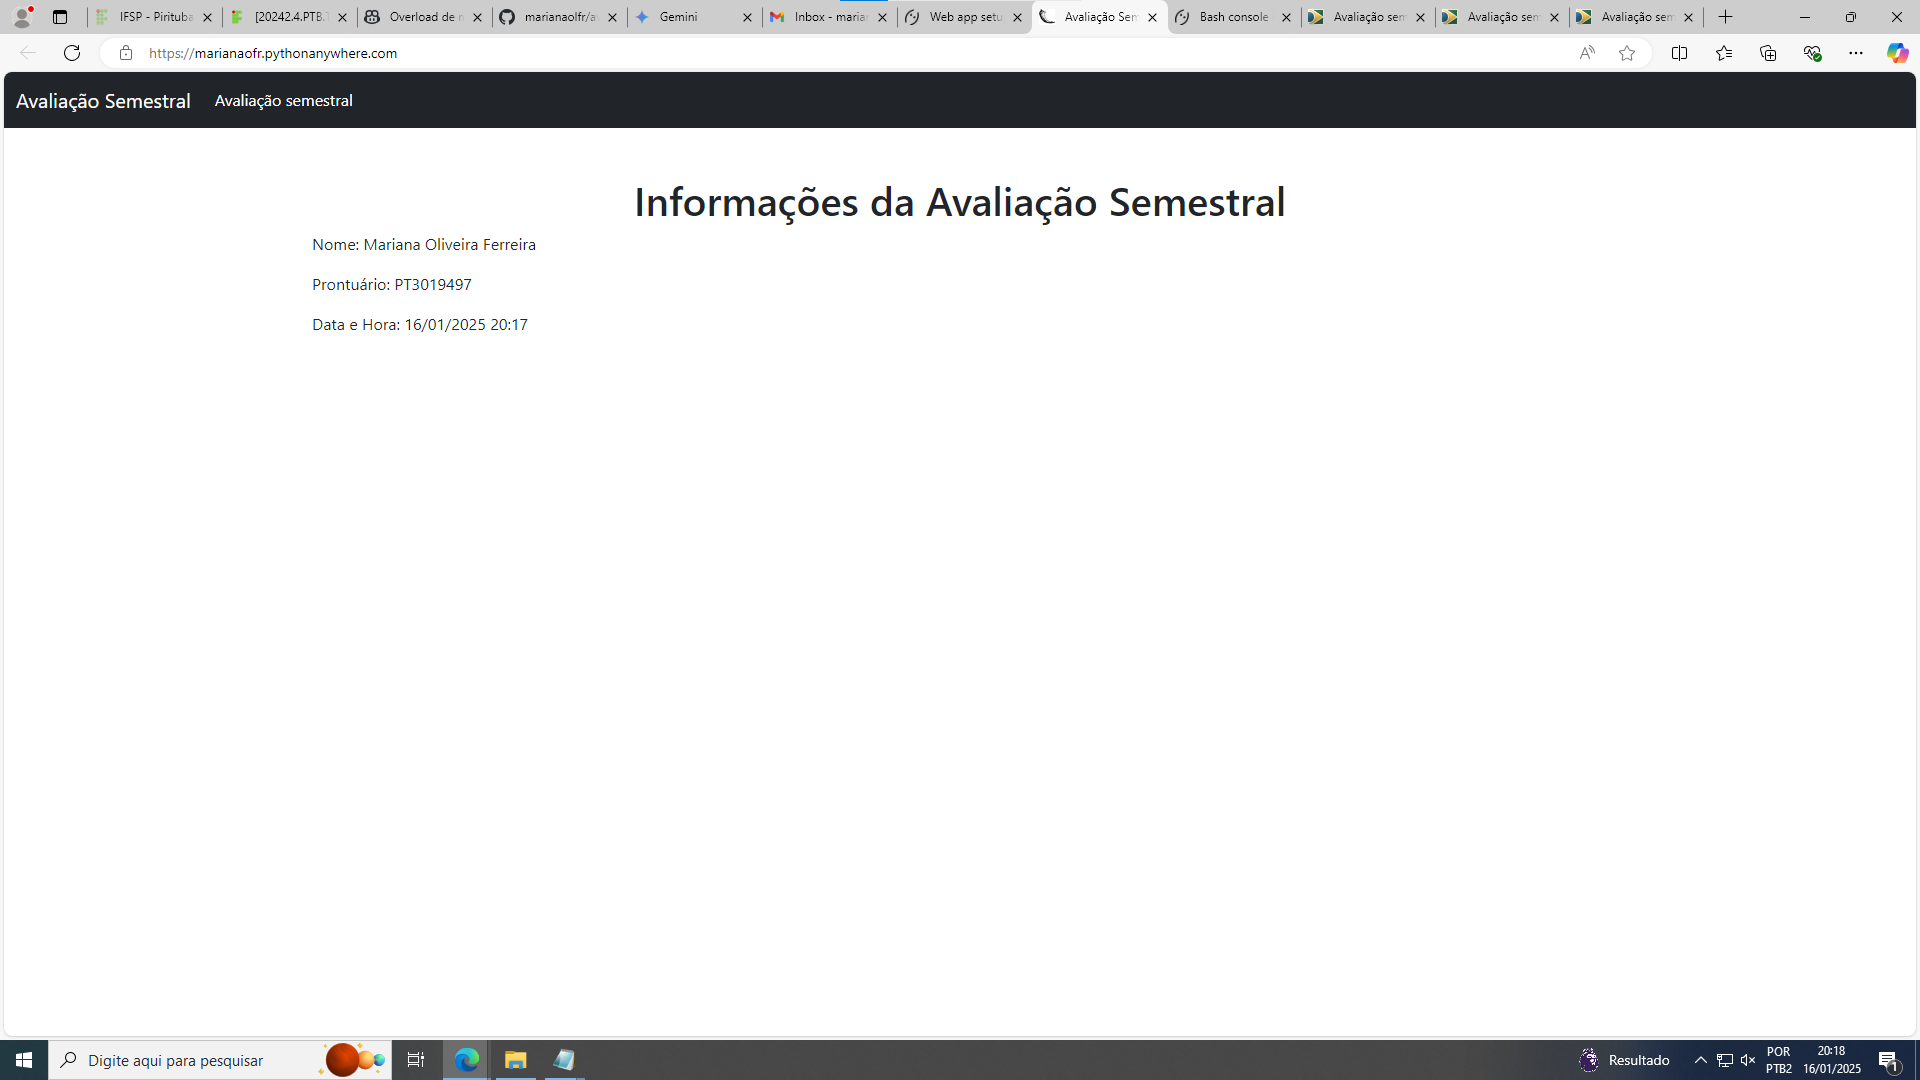 IFSP - Pirituba
[20242.4.PTB.T
Overload de n
marianaolfr/av
Gemini
Inbox - marian
Web app setu
Avaliação Sem
Bash console
Avaliação sem
Avaliação sem
Avaliação sem
https://marianaofr.pythonanywhere.com
Avaliação Semestral Avaliação semestral
Informações da Avaliação Semestral
Nome: Mariana Oliveira Ferreira
Prontuário: PT3019497
Data e Hora: 16/01/2025 20:17
Digite aqui para pesquisar
Resultado
POR
PTB2
20:18
16/01/2025
1